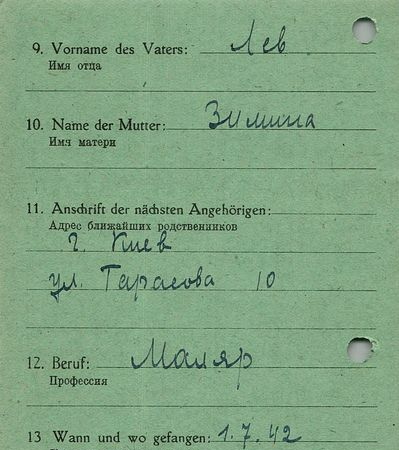 9. Vorname des Vaters: Лев
Имя отца
10. Name der Mutter: Зимина
Имя матери
11. Anschrift der nächsten Angehörigen:
Адрес ближайших родственников
г. Киев
ул. Тарасова 10
12. Beruf: Маляр
Профессия
13 Wann und wo gefangen: 1.7.42